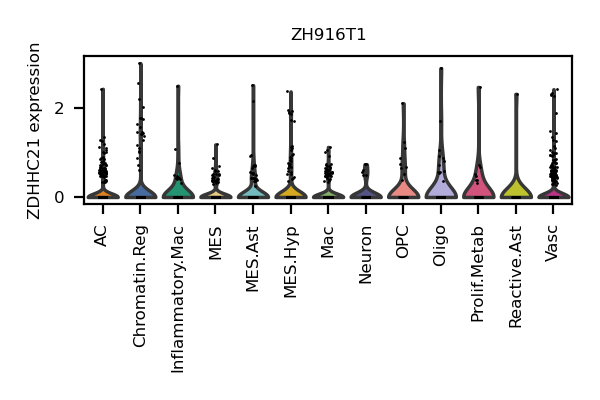 ZH916T1
ZDHHC21 expression
2
0
AC
Chromatin.Reg
Inflammatory.Mac
MES
MES.Ast
MES.Hyp
Mac
Neuron
OPC
Oligo
Prolif.Metab
Reactive.Ast
Vasc